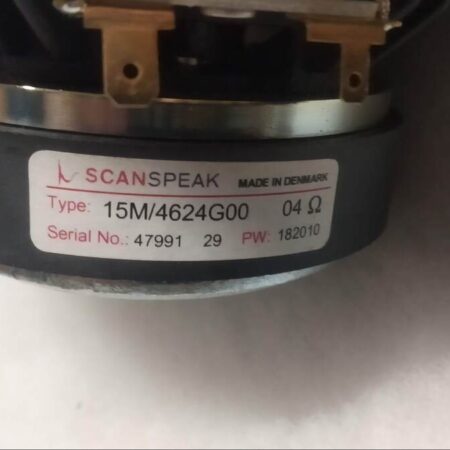 SCANSPEAK MADE IN DENMARK
Type: 15M/4624G00 04 Ω
Serial No.: 47991 29 PW: 182010